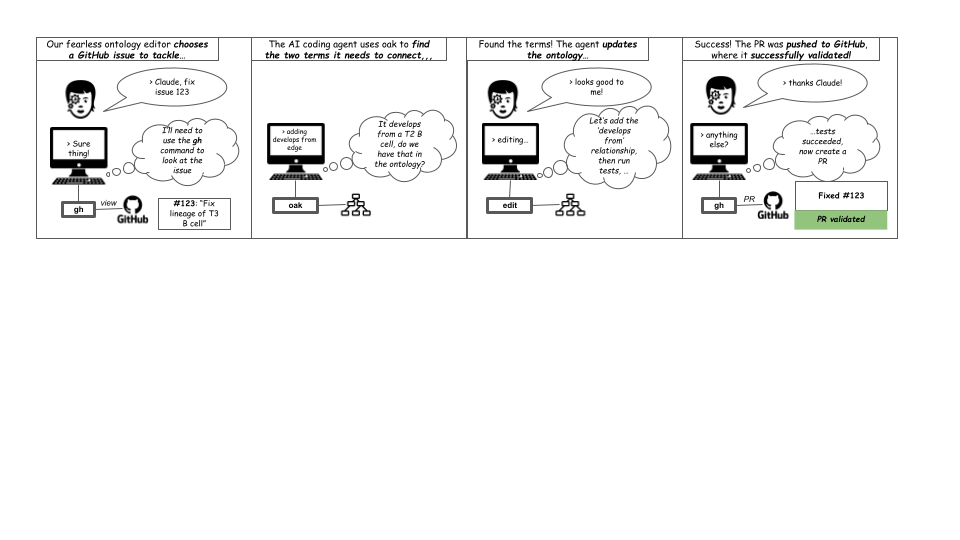 Our fearless ontology editor chooses
a GitHub issue to tackle…
> Claude, fix
issue 123
> Sure
thing!
I'll need to
use the gh
command to
look at the
issue
gh
view
GitHub
#123: "Fix
lineage of T3
B cell"
The AI coding agent uses oak to find
the two terms it needs to connect,,,
> adding
develops from
edge
It develops
from a T2 B
cell, do we
have that in
the ontology?
oak
Found the terms! The agent updates
the ontology…
> looks good to
me!
> editing…
Let's add the
'develops
from'
relationship,
then run
tests, ..
edit
Success! The PR was pushed to GitHub,
where it successfully validated!
> thanks Claude!
> anything
else?
…tests
succeeded,
now create a
PR
gh
PR
GitHub
Fixed #123
PR validated